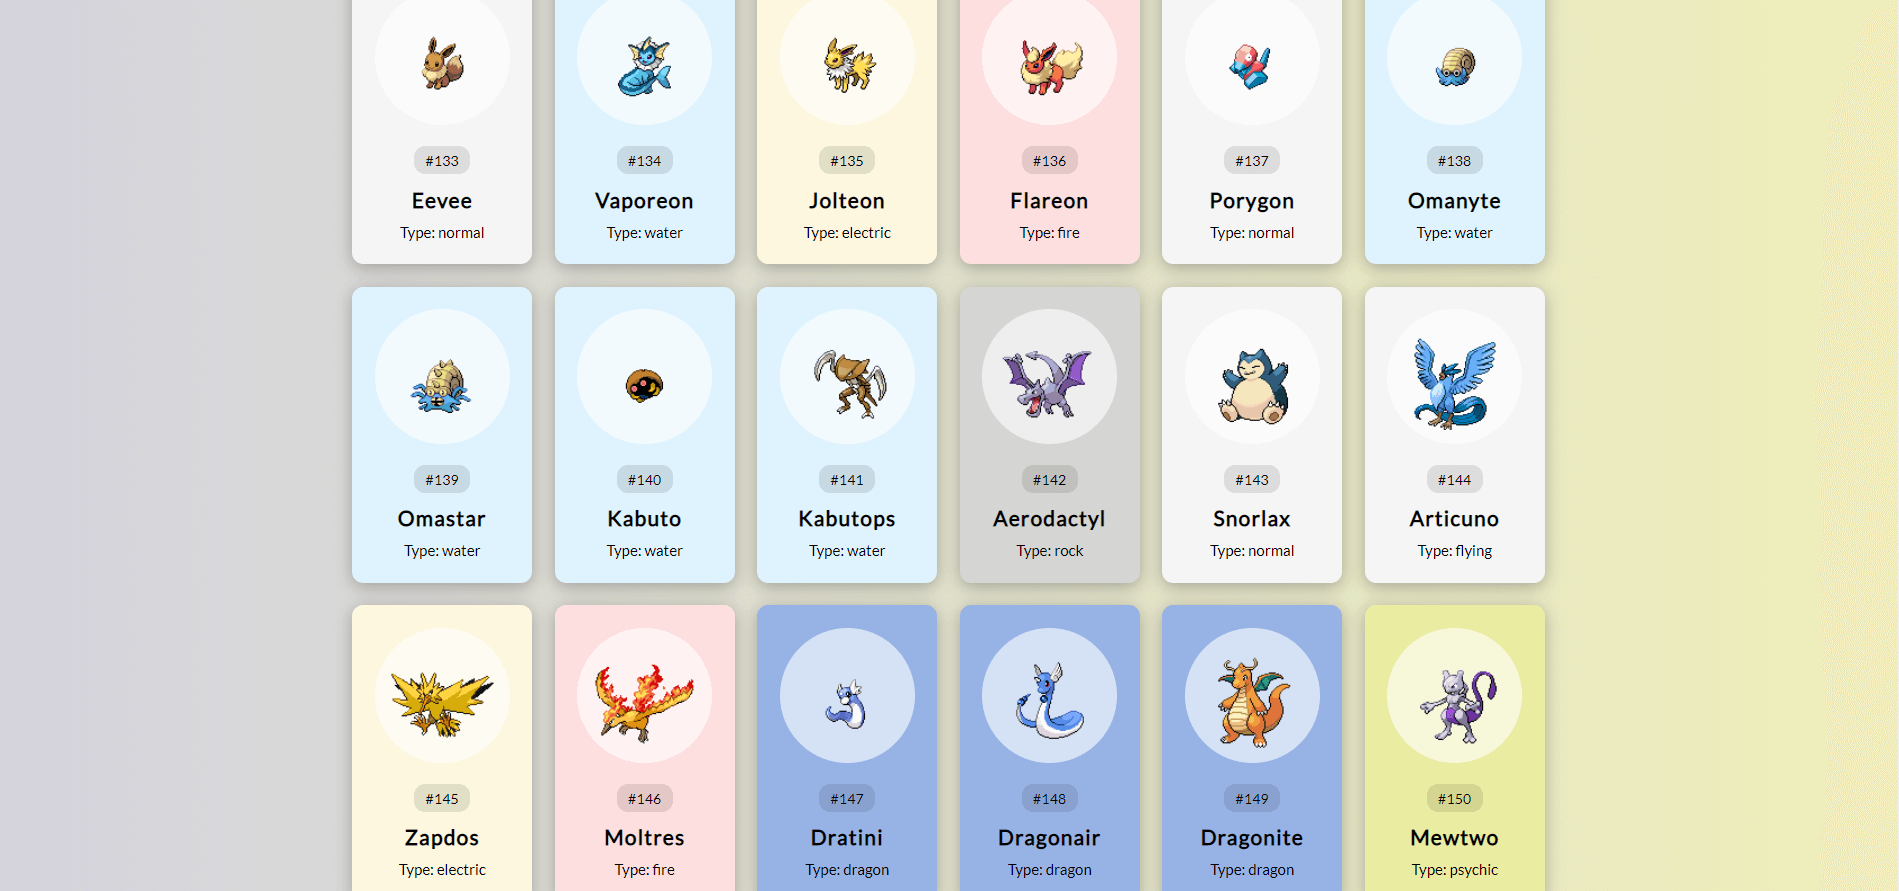 #133
Eevee
Type: normal
#134
Vaporeon
Type: water
#135
Jolteon
Type: electric
#136
Flareon
Type: fire
#137
Porygon
Type: normal
#138
Omanyte
Type: water
#139
Omastar
Type: water
#140
Kabuto
Type: water
#141
Kabutops
Type: water
#142
Aerodactyl
Type: rock
#143
Snorlax
Type: normal
#144
Articuno
Type: flying
#145
Zapdos
Type: electric
#146
Moltres
Type: fire
#147
Dratini
Type: dragon
#148
Dragonair
Type: dragon
#149
Dragonite
Type: dragon
#150
Mewtwo
Type: psychic